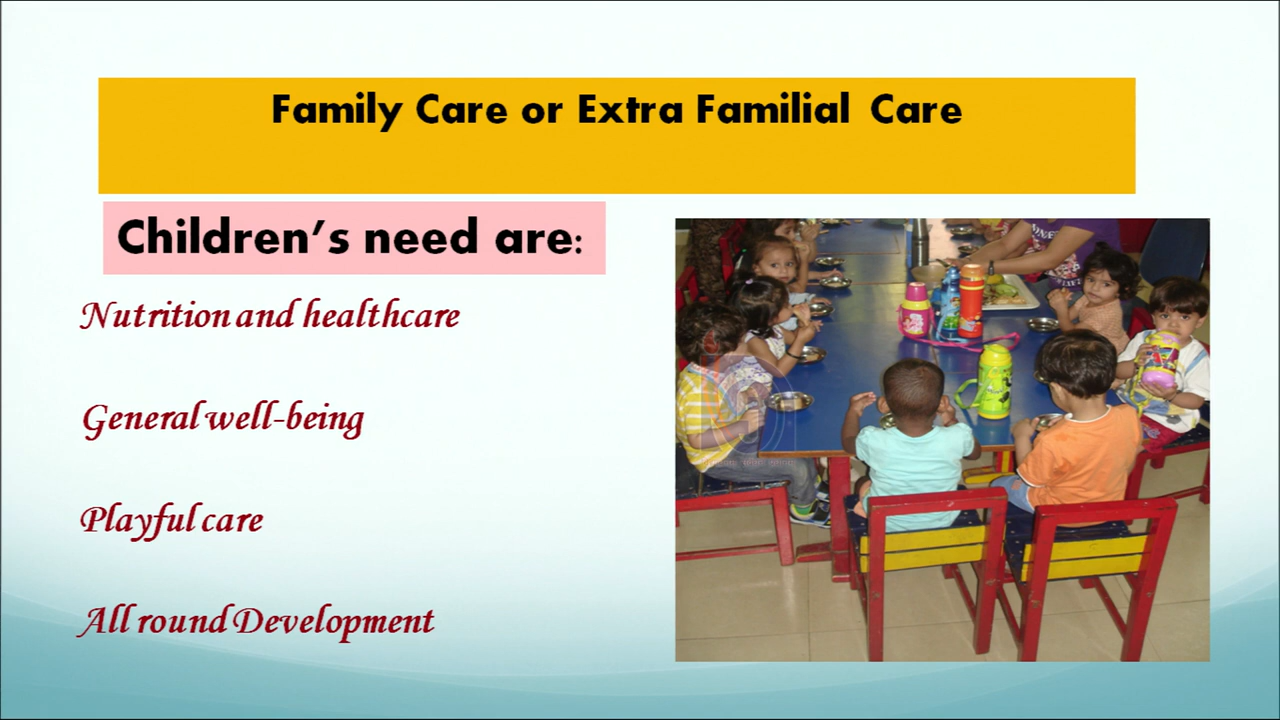 Family Care or Extra Familial Care
Children’s need are:
Nutrition and healthcare
General well-being
Playful care
All round Development